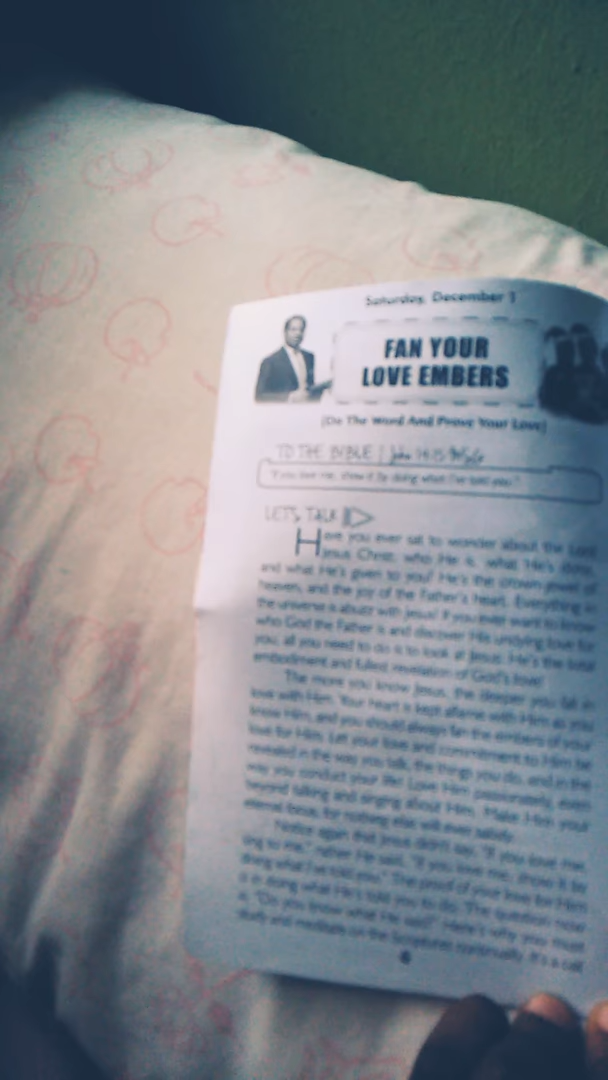 Saturday, December 1
FAN YOUR
LOVE EMBERS
(Do The Word And Prove Your Love)
TO THE BIBLE | John 14:15 MSG
"If you love me, show it by doing what I've told you."
LET'S TALK
Have you ever sat to wonder about the Lord
Jesus Christ; who He is, what He's done,
and what He's given to you? He's the crown jewel of
heaven, and the joy of the Father's heart. Everything in
the universe is abuzz with Jesus! If you ever want to know
who God the Father is and discover His undying love for
you, all you need to do is to look at Jesus. He's the total
embodiment and fullest revelation of God's love!
The more you know Jesus, the deeper you fall in
love with Him. Your heart is kept aflame with Him as you
know Him, and you should always fan the embers of your
love for Him. Let your love and commitment to Him be
revealed in the way you talk, the things you do, and in the
way you conduct your life! Love Him passionately, even
beyond talking and singing about Him. Make Him your
eternal focus, for nothing else will ever satisfy.
Notice again that Jesus didn't say, "If you love me,
sing to me," rather He said, "If you love me, show it by
doing what I've told you." The proof of your love for Him
is in doing what He's told you to do. The question now
is, "Do you know what He said?" Here's why you must
study and meditate on the Scriptures continually. It's a call